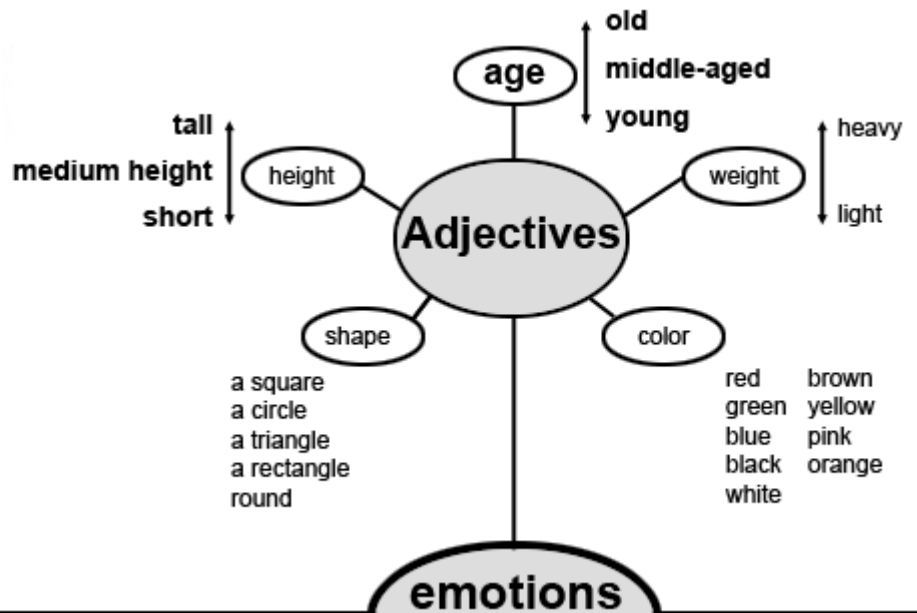 old
age
middle-aged
young
tall
medium height
short
height
weight
heavy
light
Adjectives
shape
color
a square
a circle
a triangle
a rectangle
round
red brown
green yellow
blue pink
black orange
white
emotions